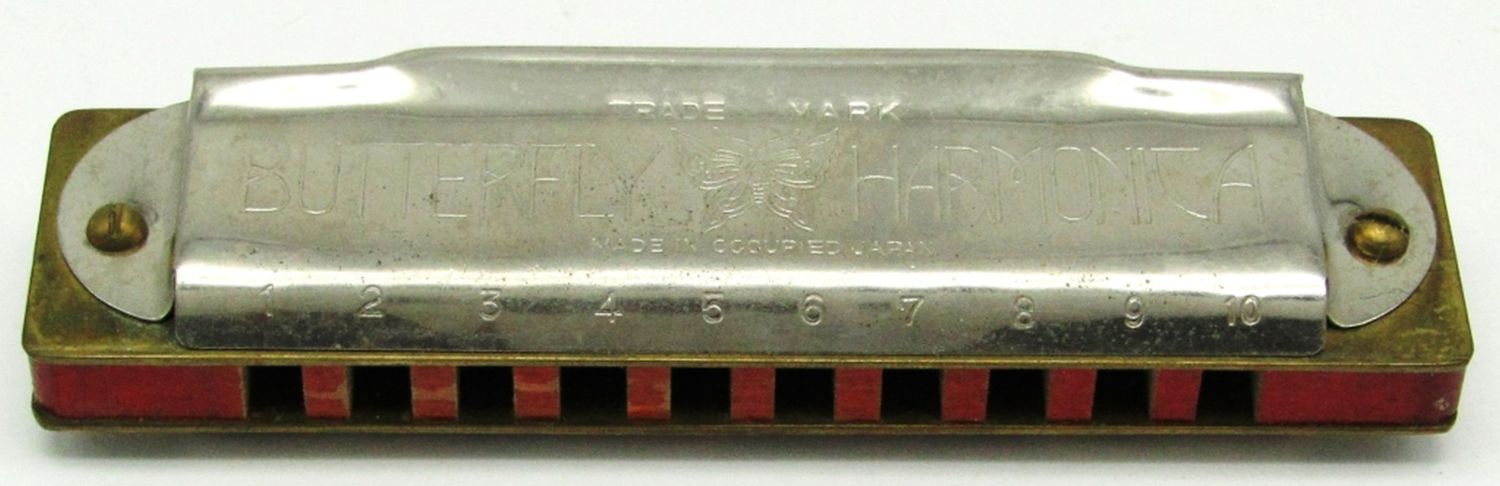 TRADE MARK
BUTTERFLY HARMONICA
MADE IN OCCUPIED JAPAN
1 2 3 4 5 6 7 8 9 10